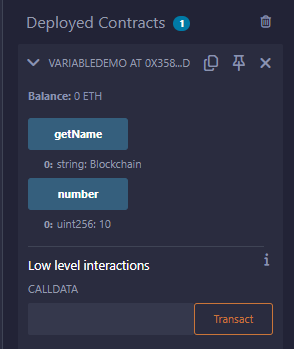 Deployed Contracts 1
VARIABLEDEMO AT 0X358...D
Balance: 0 ETH
getName
0: string: Blockchain
number
0: uint256: 10
Low level interactions i
CALLDATA
Transact